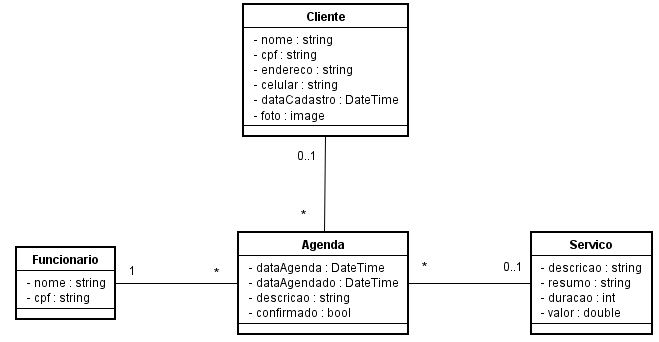 Cliente
- nome : string
- cpf : string
- endereco : string
- celular : string
- dataCadastro : DateTime
- foto : image
0..1
*
Funcionario
- nome : string
- cpf : string
1
*
Agenda
- dataAgenda : DateTime
- dataAgendado : DateTime
- descricao : string
- confirmado : bool
*
0..1
Servico
- descricao : string
- resumo : string
- duracao : int
- valor : double